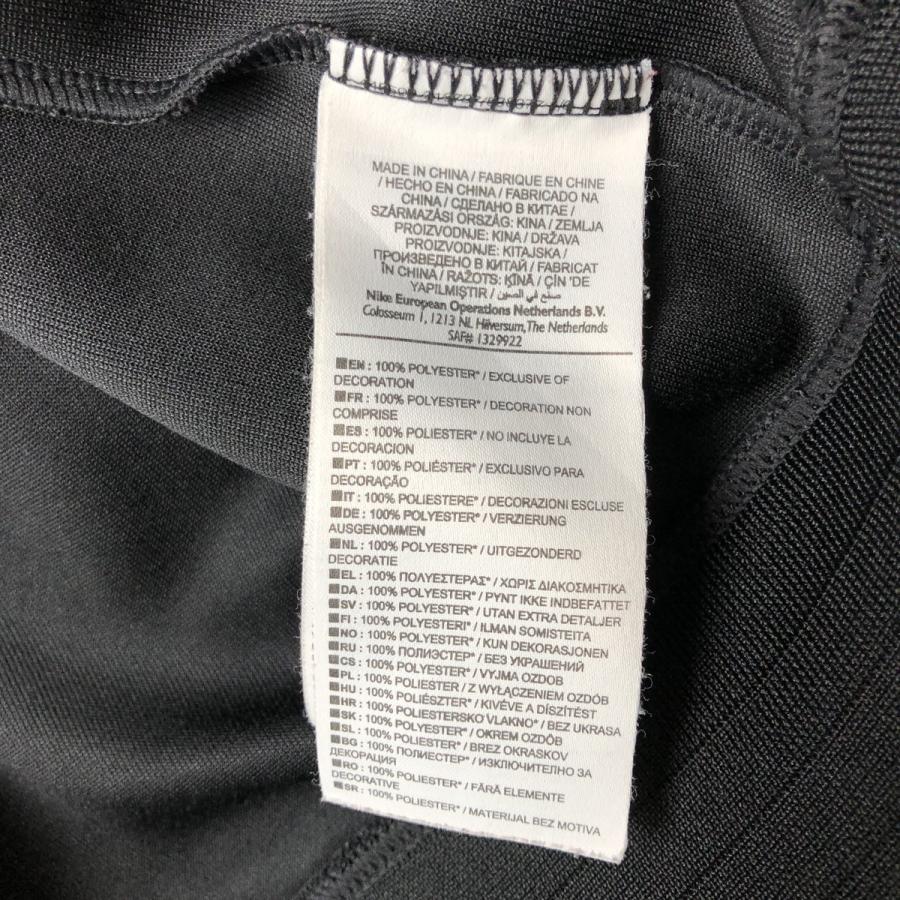 MADE IN CHINA / FABRIQUE EN CHINE
/ HECHO EN CHINA / FABRICADO NA
CHINA / СДЕЛАНО В КИТАЕ /
SZÁRMAZÁSI ORSZÁG: KINA / ZEMLJA
PROIZVODNJE: KINA / DRŽAVA
PROIZVODNJE: KITAJSKA /
ПРОИЗВЕДЕНО В КИТАЙ / FABRICAT
ÎN CHINA / RAŽOTS: ĶĪNĀ / ÇİN 'DE
YAPILMIŞTIR / صنع في الصين
Nike European Operations Netherlands B.V.
Colosseum 1, 1213 NL Hilversum, The Netherlands
SAF# 1329922
EN : 100% POLYESTER* / EXCLUSIVE OF
DECORATION
FR : 100% POLYESTER* / DECORATION NON
COMPRISE
ES : 100% POLIESTER* / NO INCLUYE LA
DECORACION
PT : 100% POLIÉSTER* / EXCLUSIVO PARA
DECORAÇÃO
IT : 100% POLIESTERE* / DECORAZIONI ESCLUSE
DE : 100% POLYESTER* / VERZIERUNG
AUSGENOMMEN
NL : 100% POLYESTER* / UITGEZONDERD
DECORATIE
EL : 100% ΠΟΛΥΕΣΤΕΡΑΣ* / ΧΩΡΙΣ ΔΙΑΚΟΣΜΗΤΙΚΑ
DA : 100% POLYESTER* / PYNT IKKE INDBEFATTET
SV : 100% POLYESTER* / UTAN EXTRA DETALJER
FI : 100% POLYESTERI* / ILMAN SOMISTEITA
NO : 100% POLYESTER* / KUN DEKORASJONEN
RU : 100% ПОЛИЭСТЕР* / БЕЗ УКРАШЕНИЙ
CS : 100% POLYESTER* / VYJMA OZDOB
PL : 100% POLIESTER / Z WYŁĄCZENIEM OZDÓB
HU : 100% POLIÉSZTER* / KIVÉVE A DÍSZÍTÉST
HR : 100% POLIESTERSKO VLAKNO* / BEZ UKRASA
SK : 100% POLYESTER* / OKREM OZDÔB
SL : 100% POLIESTER* / BREZ OKRASKOV
BG : 100% ПОЛИЕСТЕР* / ИЗКЛЮЧИТЕЛНО ЗА
ДЕКОРАЦИЯ
RO : 100% POLIESTER* / FĂRĂ ELEMENTE
DECORATIVE
SR : 100% POLIESTER* / MATERIJAL BEZ MOTIVA